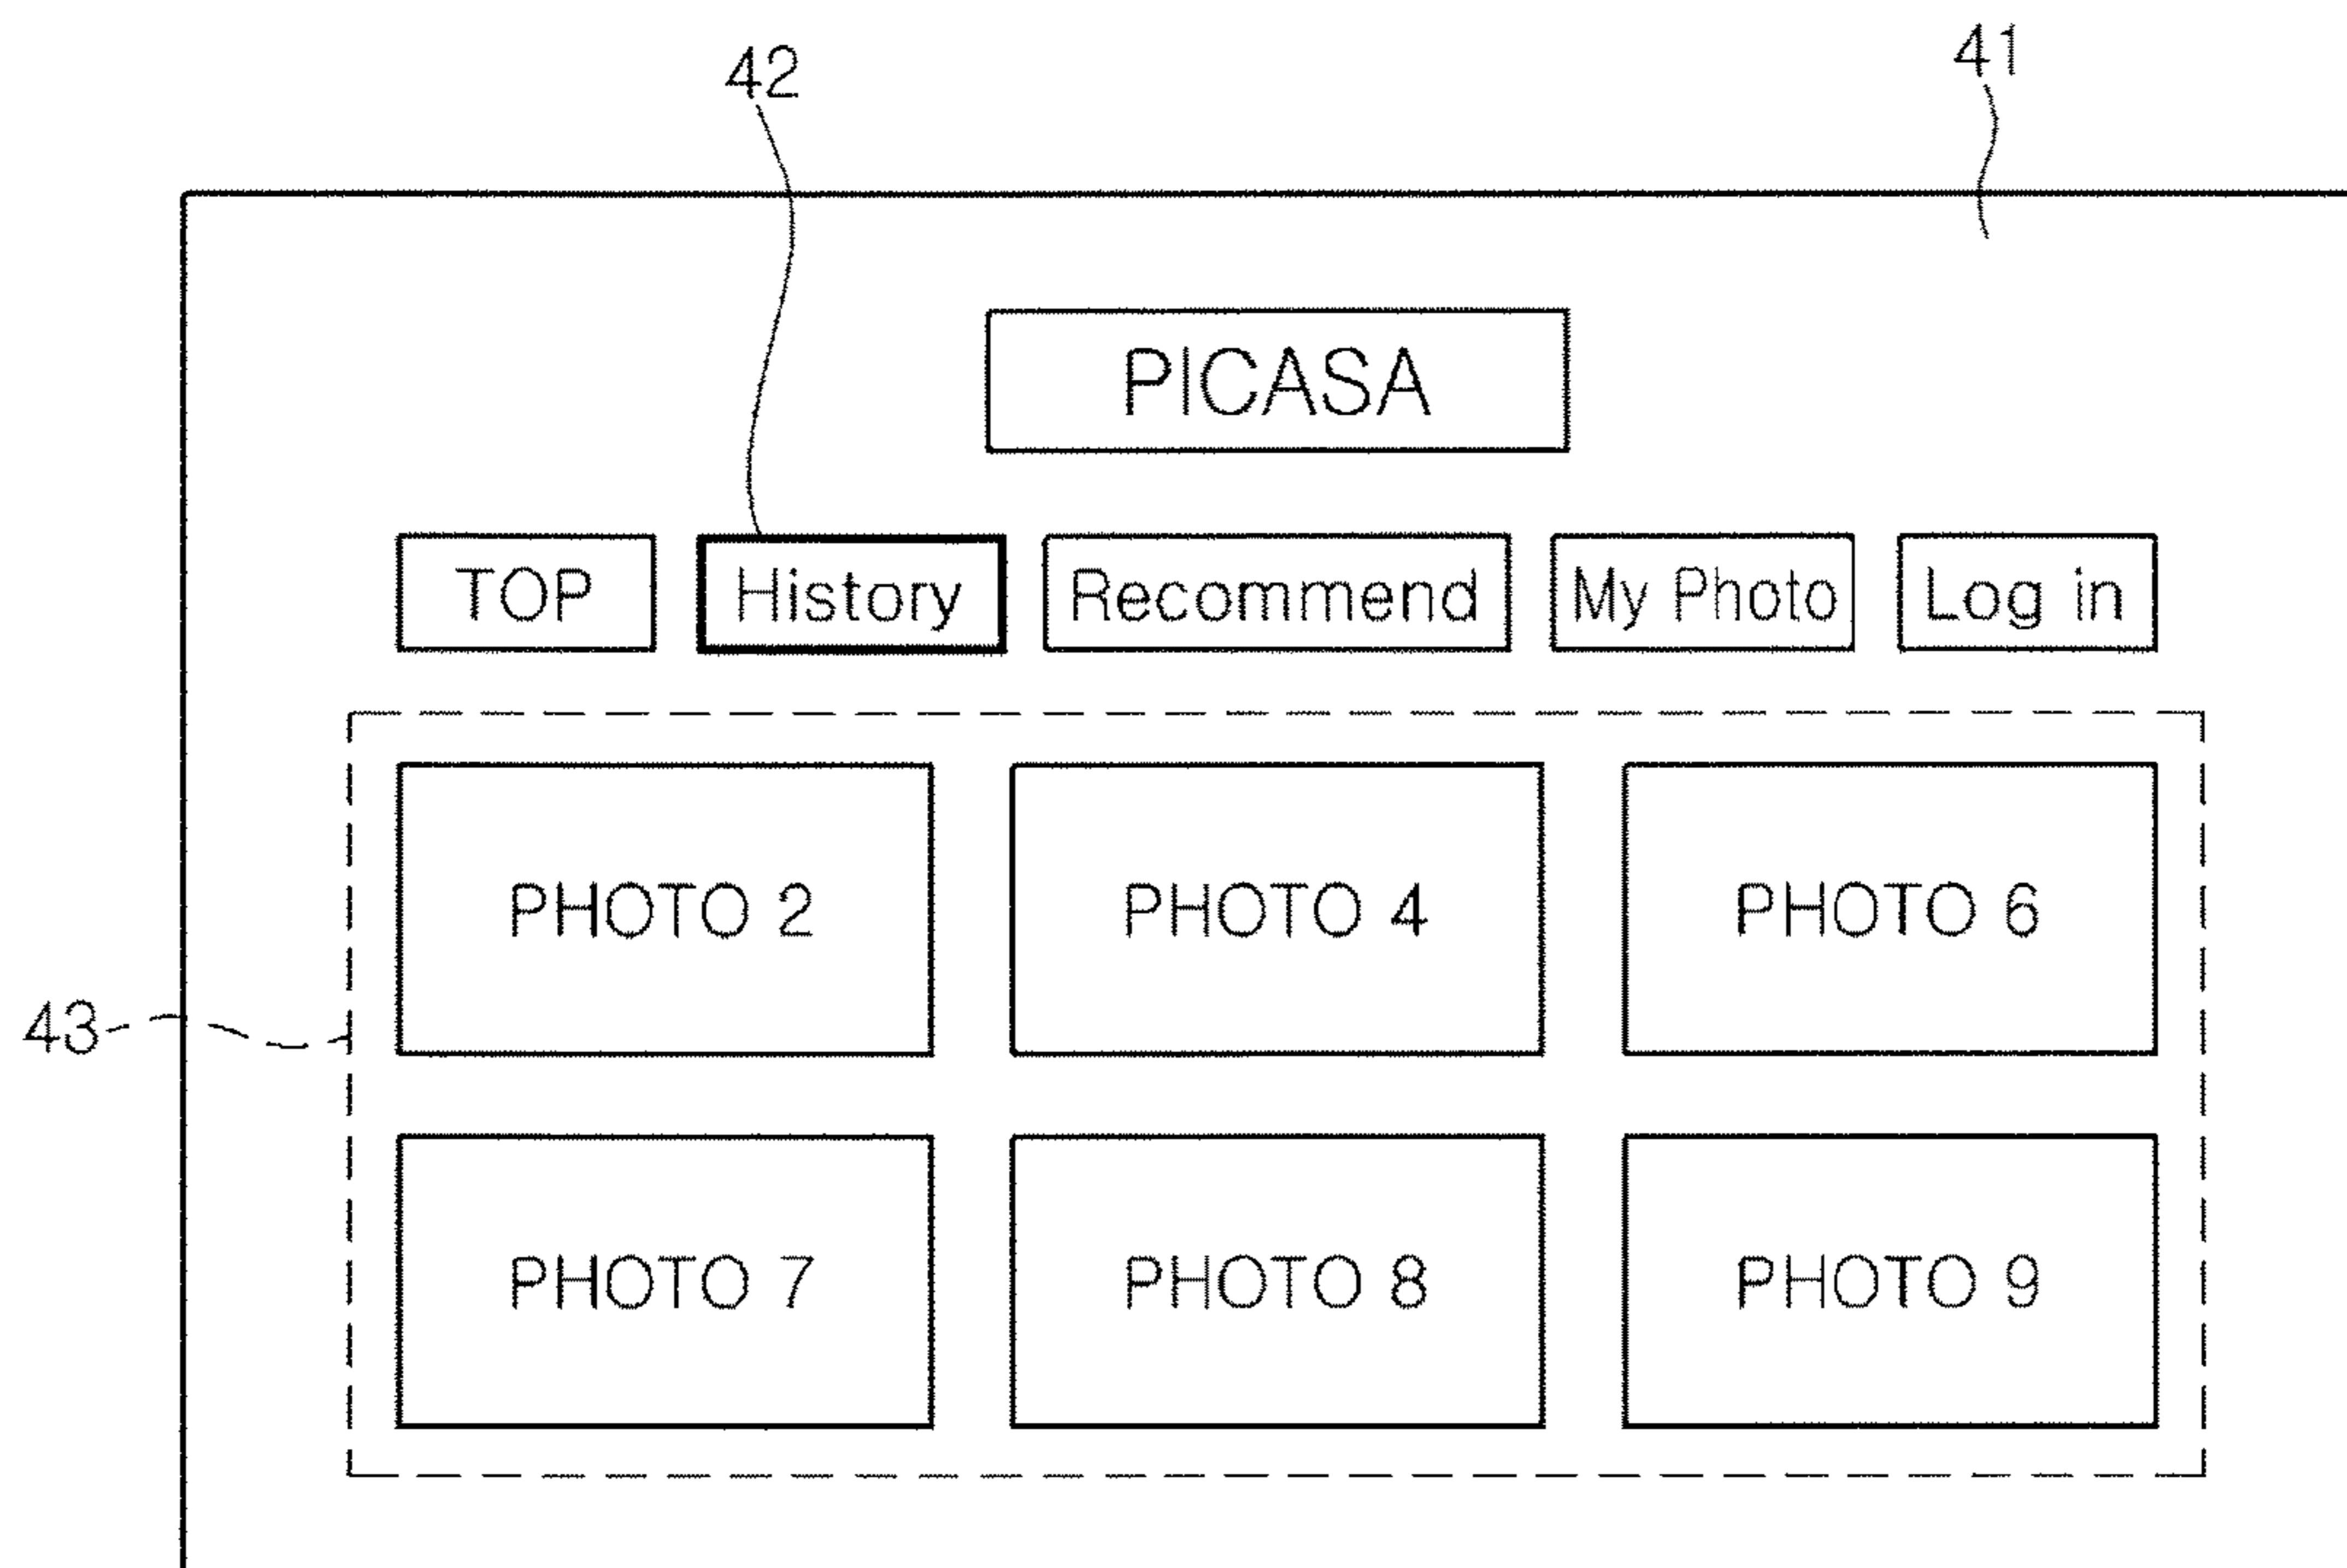 42 41
PICASA
TOP History Recommend My Photo Log in
PHOTO 2 PHOTO 4 PHOTO 6
43
PHOTO 7 PHOTO 8 PHOTO 9